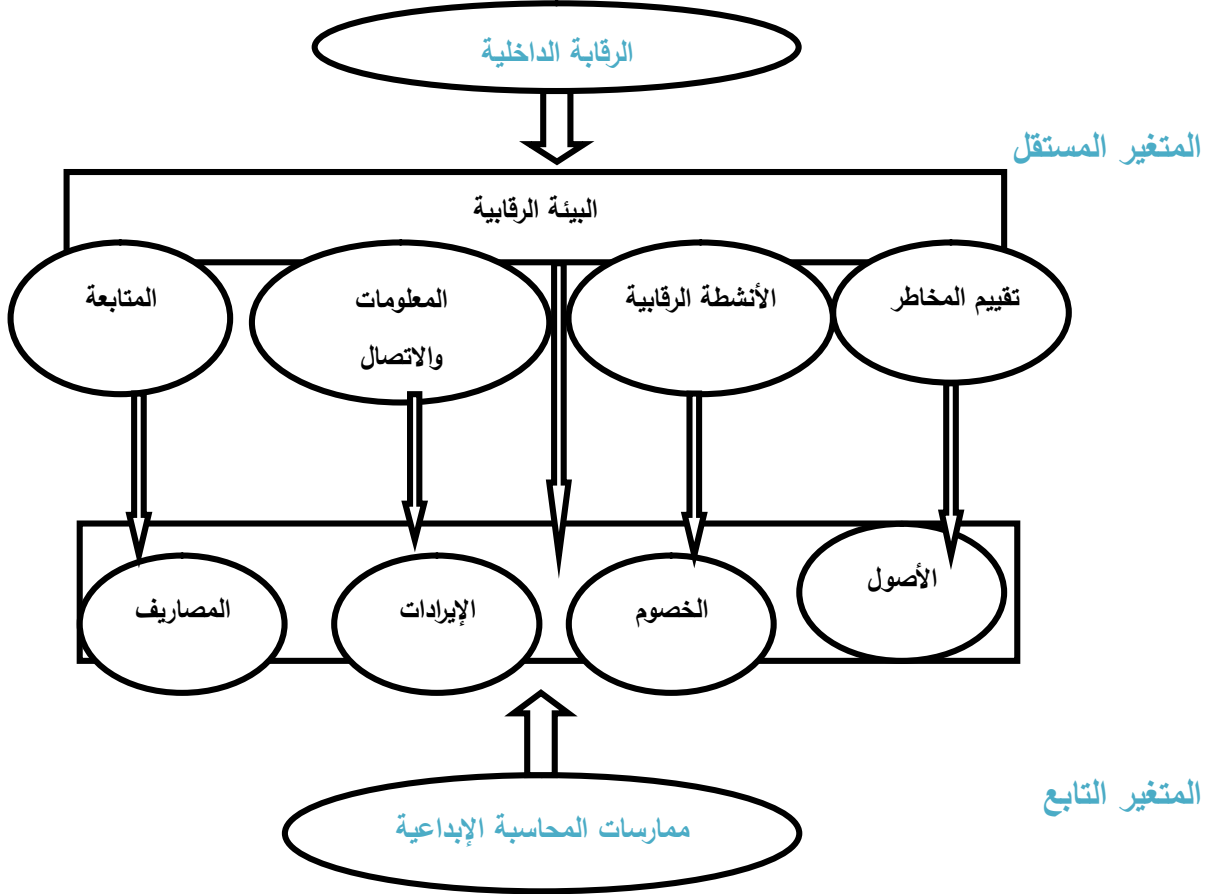 الرقابة الداخلية
المتغير المستقل
البيئة الرقابية
تقييم المخاطر
الأنشطة الرقابية
المعلومات
والاتصال
المتابعة
الأصول
الخصوم
الإيرادات
المصاريف
المتغير التابع
ممارسات المحاسبة الإبداعية